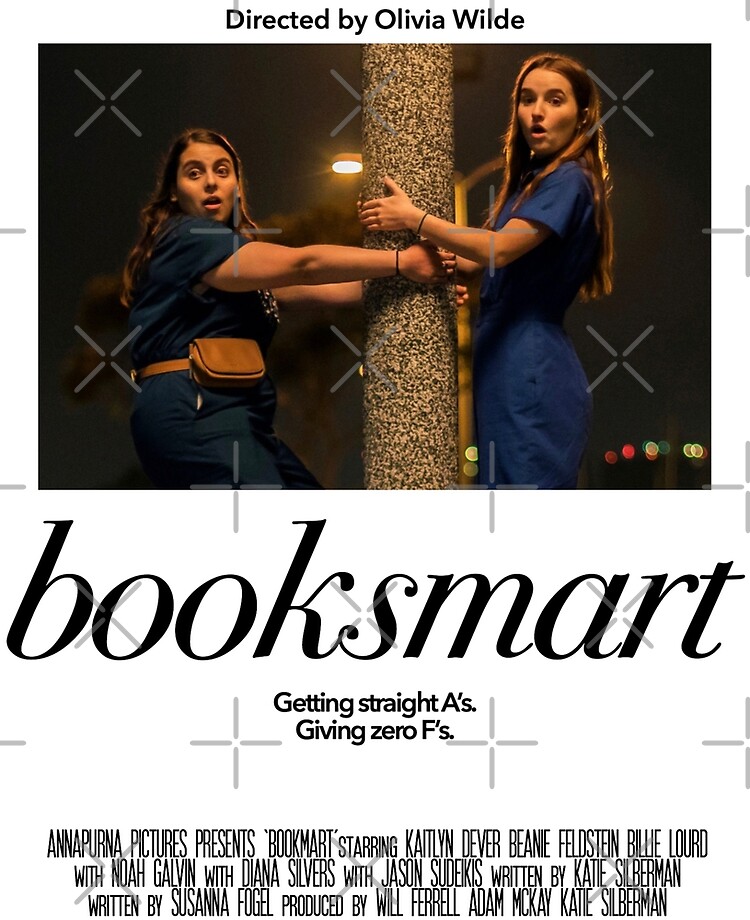 Directed by Olivia Wilde
booksmart
Getting straight A's.
Giving zero F's.
ANNAPURNA PICTURES PRESENTS 'BOOKMART' STARRING KAITLYN DEVER BEANIE FELDSTEIN BILLIE LOURD
WITH NOAH GALVIN WITH DIANA SILVERS WITH JASON SUDEIKIS WRITTEN BY KATIE SILBERMAN
WRITTEN BY SUSANNA FOGEL PRODUCED BY WILL FERRELL ADAM MCKAY KATIE SILBERMAN